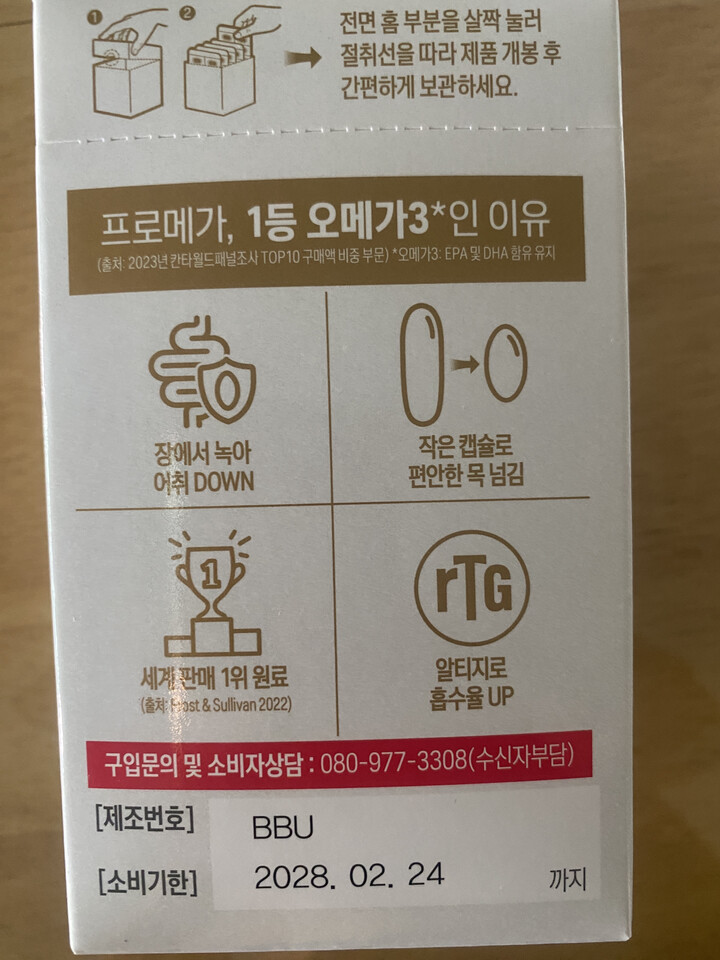 1 2
전면 홈 부분을 살짝 눌러
절취선을 따라 제품 개봉 후
간편하게 보관하세요.
프로메가, 1등 오메가3*인 이유
(출처: 2023년 칸타월드패널조사 TOP10 구매액 비중 부문) *오메가3: EPA 및 DHA 함유 유지
장에서 녹아
어취 DOWN
작은 캡슐로
편안한 목 넘김
1
세계 판매 1위 원료
(출처: Frost & Sullivan 2022)
rTG
알티지로
흡수율 UP
구입문의 및 소비자상담 : 080-977-3308(수신자부담)
[제조번호] BBU
[소비기한] 2028. 02. 24 까지